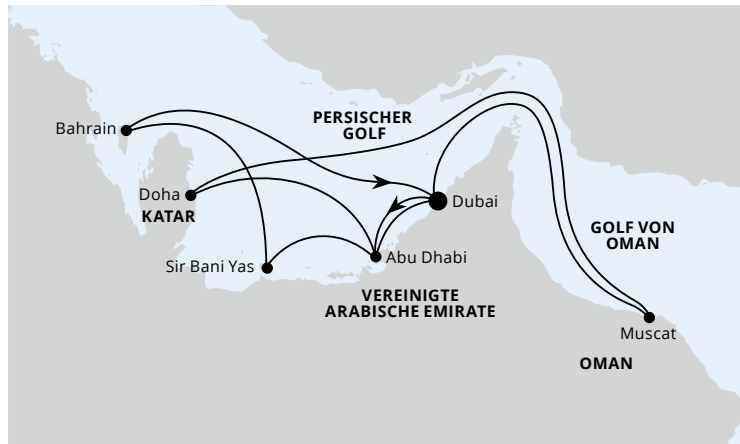 PERSISCHER
GOLF
Bahrain
Doha
KATAR
Dubai
GOLF VON
OMAN
Sir Bani Yas
Abu Dhabi
VEREINIGTE
ARABISCHE EMIRATE
Muscat
OMAN